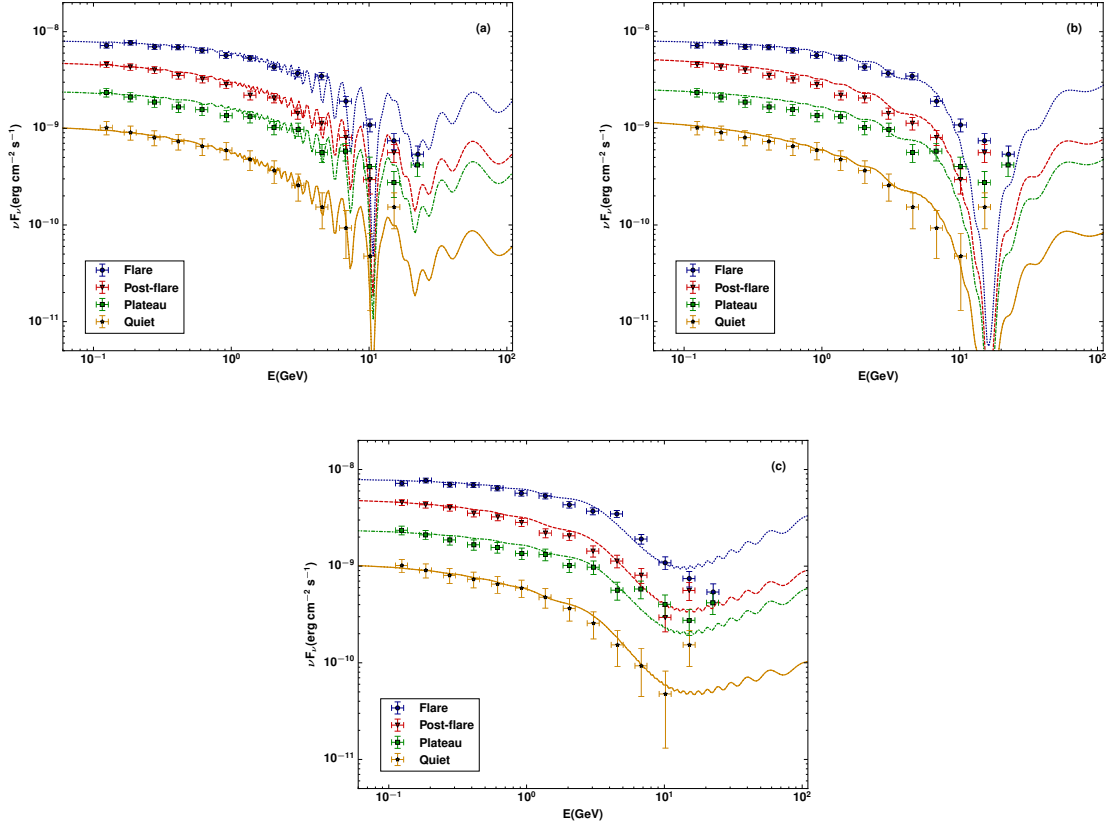 (a)
10⁻⁸
10⁻⁹
10⁻¹⁰
10⁻¹¹
νFν(erg cm⁻² s⁻¹)
Flare
Post-flare
Plateau
Quiet
10⁻¹ 10⁰ 10¹ 10²
E(GeV)
(b)
10⁻⁸
10⁻⁹
10⁻¹⁰
10⁻¹¹
νFν(erg cm⁻² s⁻¹)
Flare
Post-flare
Plateau
Quiet
10⁻¹ 10⁰ 10¹ 10²
E(GeV)
(c)
10⁻⁸
10⁻⁹
10⁻¹⁰
10⁻¹¹
νFν(erg cm⁻² s⁻¹)
Flare
Post-flare
Plateau
Quiet
10⁻¹ 10⁰ 10¹ 10²
E(GeV)